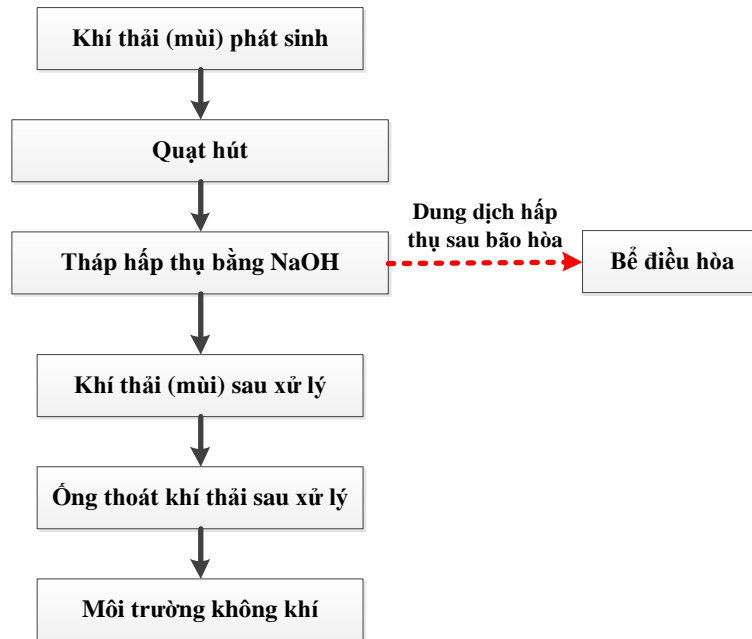 Khí thải (mùi) phát sinh
Quạt hút
Dung dịch hấp
thụ sau bão hòa
Tháp hấp thụ bằng NaOH
Bể điều hòa
Khí thải (mùi) sau xử lý
Ống thoát khí thải sau xử lý
Môi trường không khí